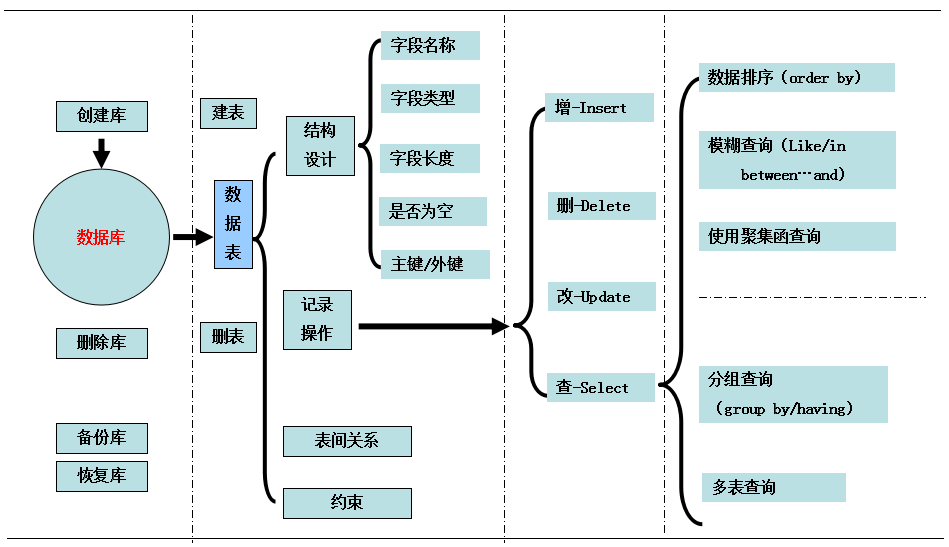 创建库
数据库
删除库
备份库
恢复库
建表
数
据
表
删表
结构
设计
记录
操作
表间关系
约束
字段名称
字段类型
字段长度
是否为空
主键/外键
增-Insert
删-Delete
改-Update
查-Select
数据排序（order by）
模糊查询（Like/in
between…and）
使用聚集函查询
分组查询
（group by/having）
多表查询